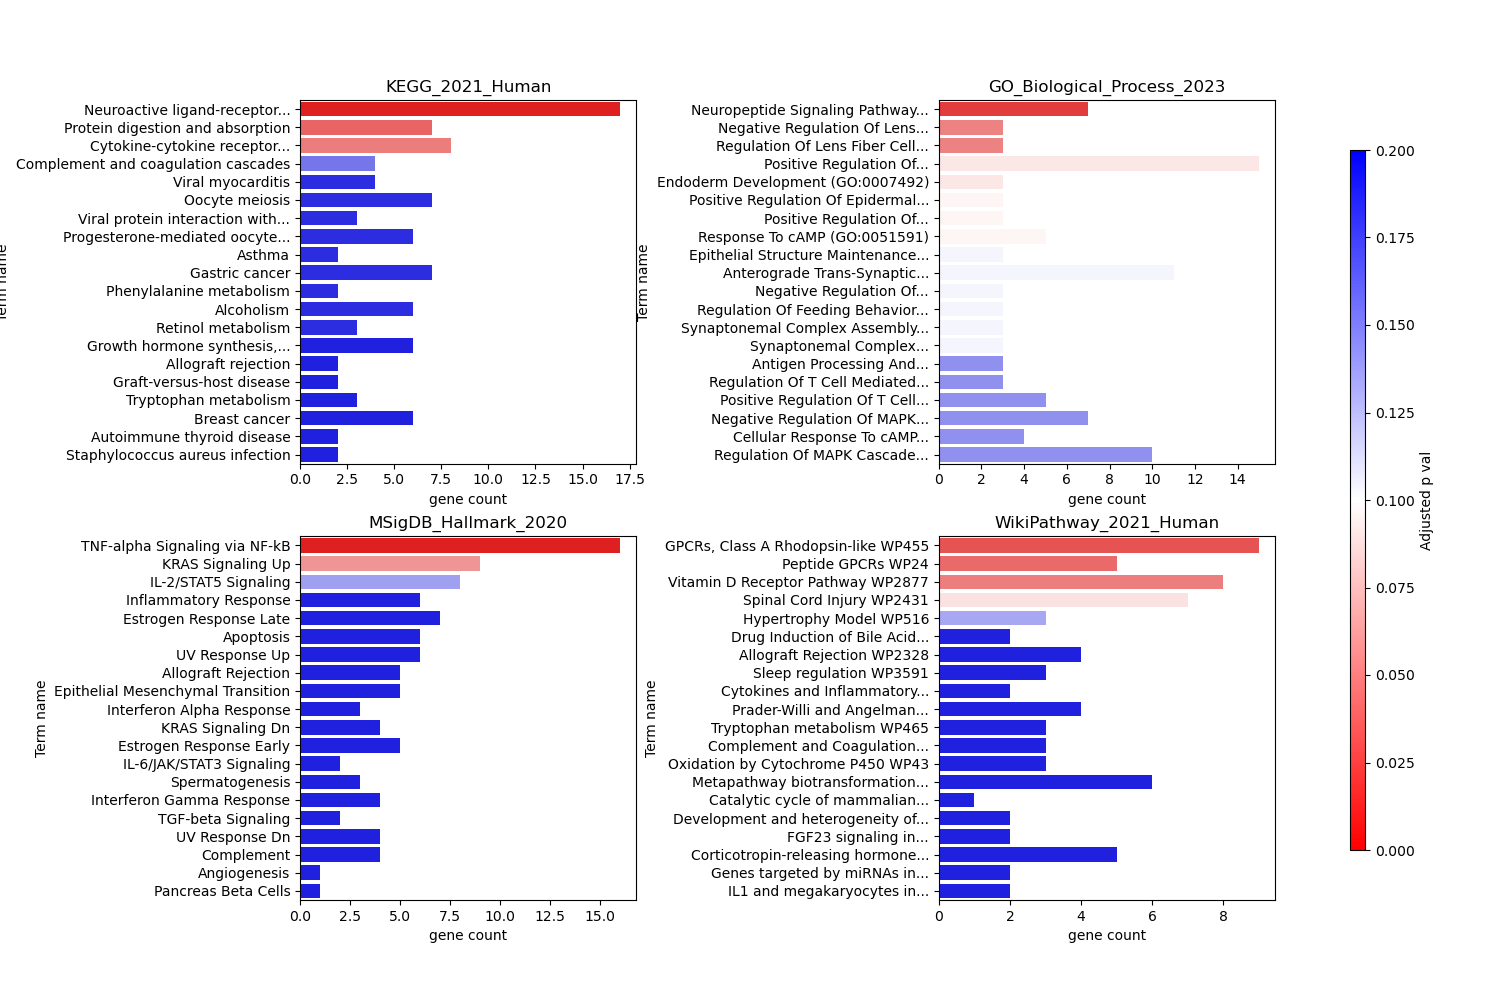 KEGG_2021_Human
Neuroactive ligand-receptor...
Protein digestion and absorption
Cytokine-cytokine receptor...
Complement and coagulation cascades
Viral myocarditis
Oocyte meiosis
Viral protein interaction with...
Progesterone-mediated oocyte...
Asthma
Gastric cancer
Phenylalanine metabolism
Alcoholism
Retinol metabolism
Growth hormone synthesis,...
Allograft rejection
Graft-versus-host disease
Tryptophan metabolism
Breast cancer
Autoimmune thyroid disease
Staphylococcus aureus infection
Term name
0.0 2.5 5.0 7.5 10.0 12.5 15.0 17.5
gene count
GO_Biological_Process_2023
Neuropeptide Signaling Pathway...
Negative Regulation Of Lens...
Regulation Of Lens Fiber Cell...
Positive Regulation Of...
Endoderm Development (GO:0007492)
Positive Regulation Of Epidermal...
Positive Regulation Of...
Response To cAMP (GO:0051591)
Epithelial Structure Maintenance...
Anterograde Trans-Synaptic...
Negative Regulation Of...
Regulation Of Feeding Behavior...
Synaptonemal Complex Assembly...
Synaptonemal Complex...
Antigen Processing And...
Regulation Of T Cell Mediated...
Positive Regulation Of T Cell...
Negative Regulation Of MAPK...
Cellular Response To cAMP...
Regulation Of MAPK Cascade...
Term name
0 2 4 6 8 10 12 14
gene count
MSigDB_Hallmark_2020
TNF-alpha Signaling via NF-kB
KRAS Signaling Up
IL-2/STAT5 Signaling
Inflammatory Response
Estrogen Response Late
Apoptosis
UV Response Up
Allograft Rejection
Epithelial Mesenchymal Transition
Interferon Alpha Response
KRAS Signaling Dn
Estrogen Response Early
IL-6/JAK/STAT3 Signaling
Spermatogenesis
Interferon Gamma Response
TGF-beta Signaling
UV Response Dn
Complement
Angiogenesis
Pancreas Beta Cells
Term name
0.0 2.5 5.0 7.5 10.0 12.5 15.0
gene count
WikiPathway_2021_Human
GPCRs, Class A Rhodopsin-like WP455
Peptide GPCRs WP24
Vitamin D Receptor Pathway WP2877
Spinal Cord Injury WP2431
Hypertrophy Model WP516
Drug Induction of Bile Acid...
Allograft Rejection WP2328
Sleep regulation WP3591
Cytokines and Inflammatory...
Prader-Willi and Angelman...
Tryptophan metabolism WP465
Complement and Coagulation...
Oxidation by Cytochrome P450 WP43
Metapathway biotransformation...
Catalytic cycle of mammalian...
Development and heterogeneity of...
FGF23 signaling in...
Corticotropin-releasing hormone...
Genes targeted by miRNAs in...
IL1 and megakaryocytes in...
Term name
0 2 4 6 8
gene count
0.200
0.175
0.150
0.125
0.100
0.075
0.050
0.025
0.000
Adjusted p val